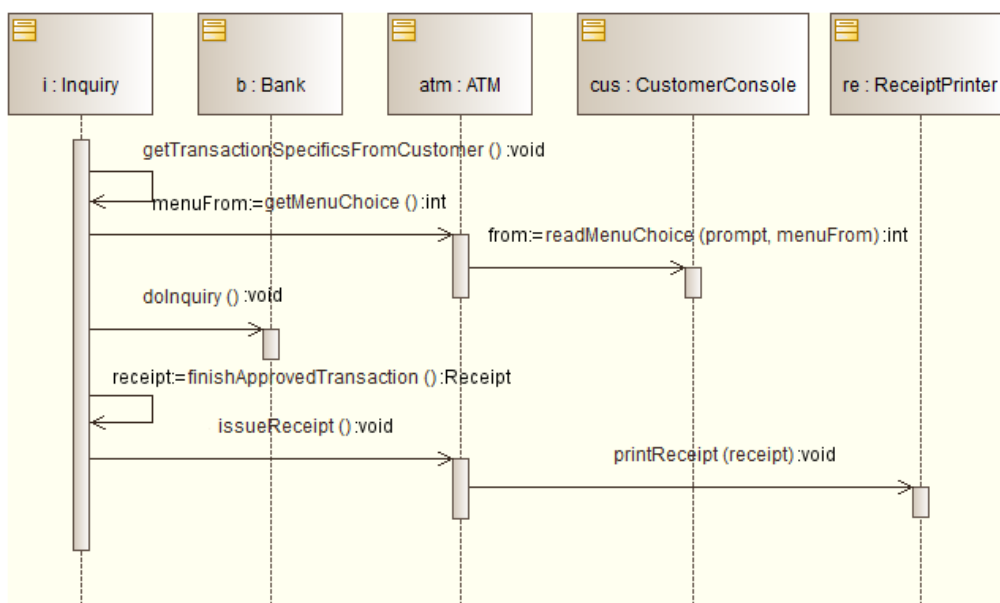 i : Inquiry
b : Bank
atm : ATM
cus : CustomerConsole
re : ReceiptPrinter
getTransactionSpecificsFromCustomer () :void
menuFrom:= getMenuChoice () :int
from:= readMenuChoice (prompt, menuFrom) :int
doInquiry () :void
receipt:= finishApprovedTransaction () :Receipt
issueReceipt () :void
printReceipt (receipt) :void